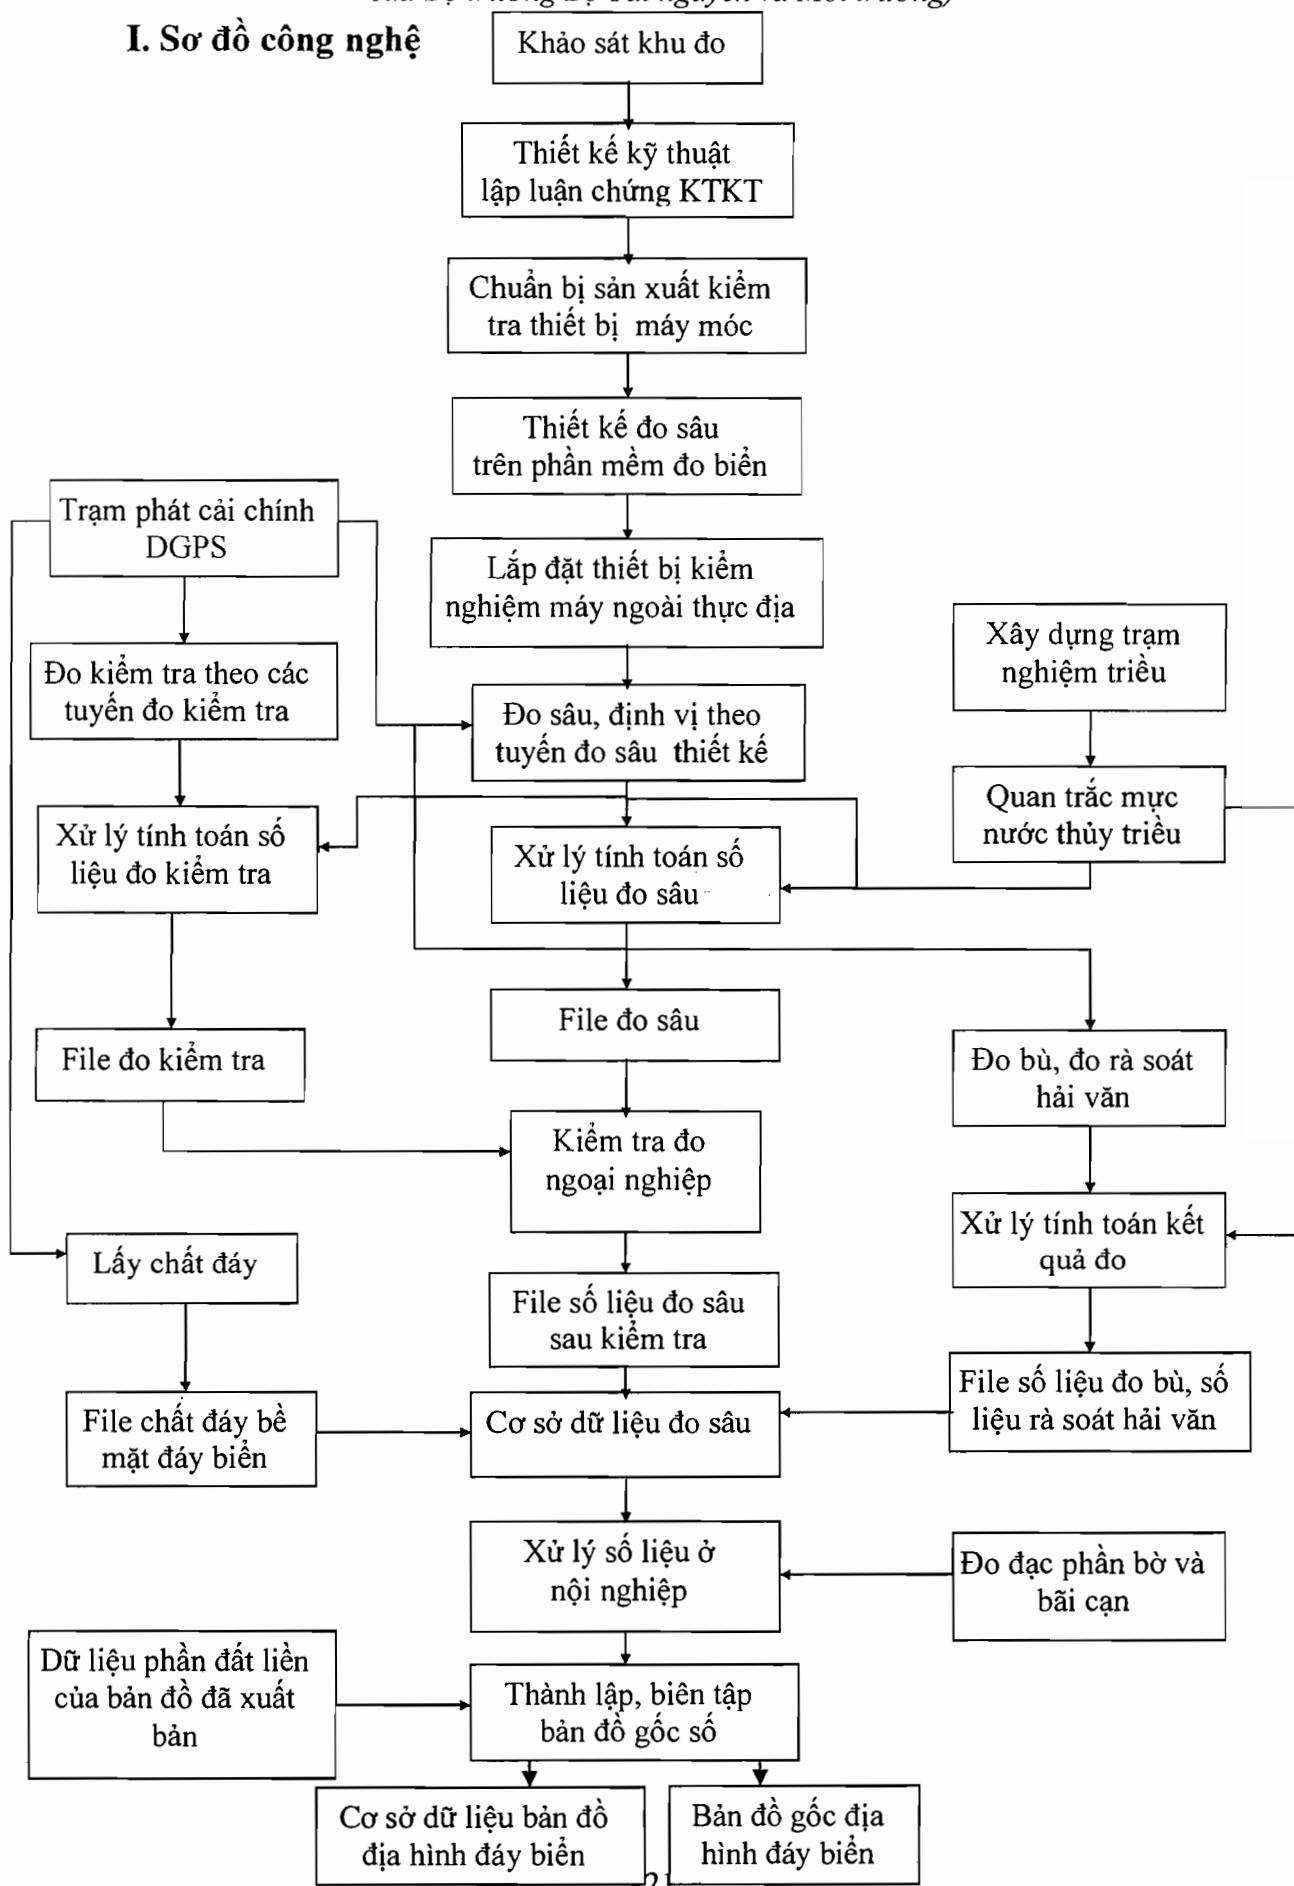 của Bộ trưởng Bộ Tài nguyên và Môi trường)
I. Sơ đồ công nghệ
Khảo sát khu đo
Thiết kế kỹ thuật
lập luận chứng KTKT
Chuẩn bị sản xuất kiểm
tra thiết bị máy móc
Thiết kế đo sâu
trên phần mềm đo biển
Trạm phát cải chính
DGPS
Lắp đặt thiết bị kiểm
nghiệm máy ngoài thực địa
Xây dựng trạm
nghiệm triều
Đo kiểm tra theo các
tuyến đo kiểm tra
Đo sâu, định vị theo
tuyến đo sâu thiết kế
Quan trắc mực
nước thủy triều
Xử lý tính toán số
liệu đo kiểm tra
Xử lý tính toán số
liệu đo sâu
File đo sâu
File đo kiểm tra
Đo bù, đo rà soát
hải văn
Kiểm tra đo
ngoại nghiệp
Xử lý tính toán kết
quả đo
Lấy chất đáy
File số liệu đo sâu
sau kiểm tra
File số liệu đo bù, số
liệu rà soát hải văn
File chất đáy bề
mặt đáy biển
Cơ sở dữ liệu đo sâu
Xử lý số liệu ở
nội nghiệp
Đo đạc phần bờ và
bãi cạn
Dữ liệu phần đất liền
của bản đồ đã xuất
bản
Thành lập, biên tập
bản đồ gốc số
Cơ sở dữ liệu bản đồ
địa hình đáy biển
Bản đồ gốc địa
hình đáy biển